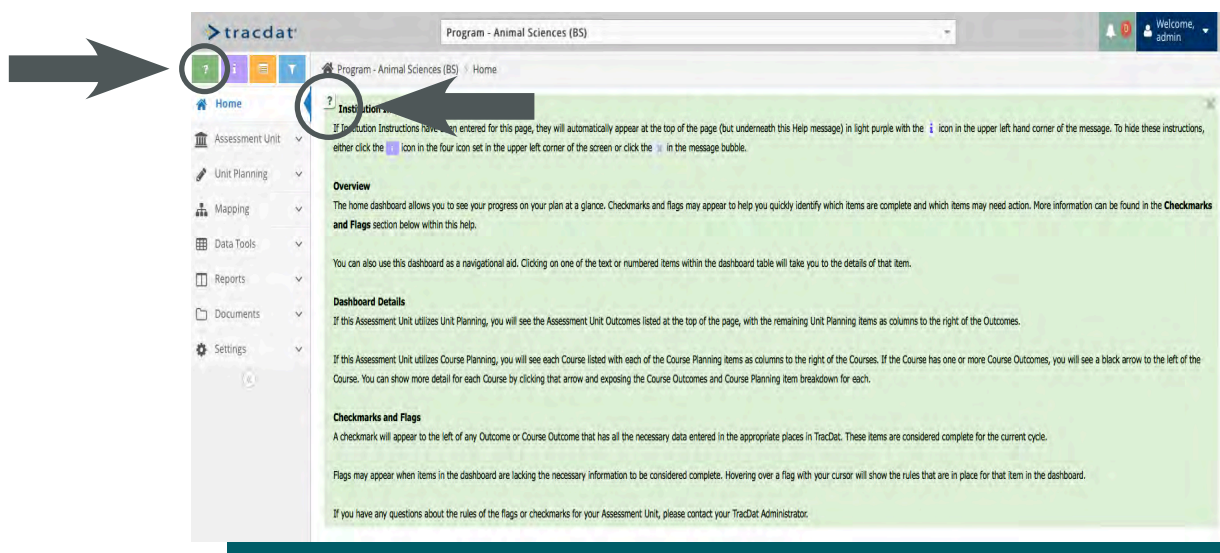 tracdat
Program - Animal Sciences (BS)
0
Welcome,
admin
? i
Program - Animal Sciences (BS) Home
Home
Assessment Unit
Unit Planning
Mapping
Data Tools
Reports
Documents
Settings
?
Institution
If Institution Instructions have been entered for this page, they will automatically appear at the top of the page (but underneath this Help message) in light purple with the i icon in the upper left hand corner of the message. To hide these instructions,
either click the i icon in the four icon set in the upper left corner of the screen or click the x in the message bubble.
Overview
The home dashboard allows you to see your progress on your plan at a glance. Checkmarks and flags may appear to help you quickly identify which items are complete and which items may need action. More information can be found in the Checkmarks
and Flags section below within this help.
You can also use this dashboard as a navigational aid. Clicking on one of the text or numbered items within the dashboard table will take you to the details of that item.
Dashboard Details
If this Assessment Unit utilizes Unit Planning, you will see the Assessment Unit Outcomes listed at the top of the page, with the remaining Unit Planning items as columns to the right of the Outcomes.
If this Assessment Unit utilizes Course Planning, you will see each Course listed with each of the Course Planning items as columns to the right of the Courses. If the Course has one or more Course Outcomes, you will see a black arrow to the left of the
Course. You can show more detail for each Course by clicking that arrow and exposing the Course Outcomes and Course Planning item breakdown for each.
Checkmarks and Flags
A checkmark will appear to the left of any Outcome or Course Outcome that has all the necessary data entered in the appropriate places in TracDat. These items are considered complete for the current cycle.
Flags may appear when items in the dashboard are lacking the necessary information to be considered complete. Hovering over a flag with your cursor will show the rules that are in place for that item in the dashboard.
If you have any questions about the rules of the flags or checkmarks for your Assessment Unit, please contact your TracDat Administrator.